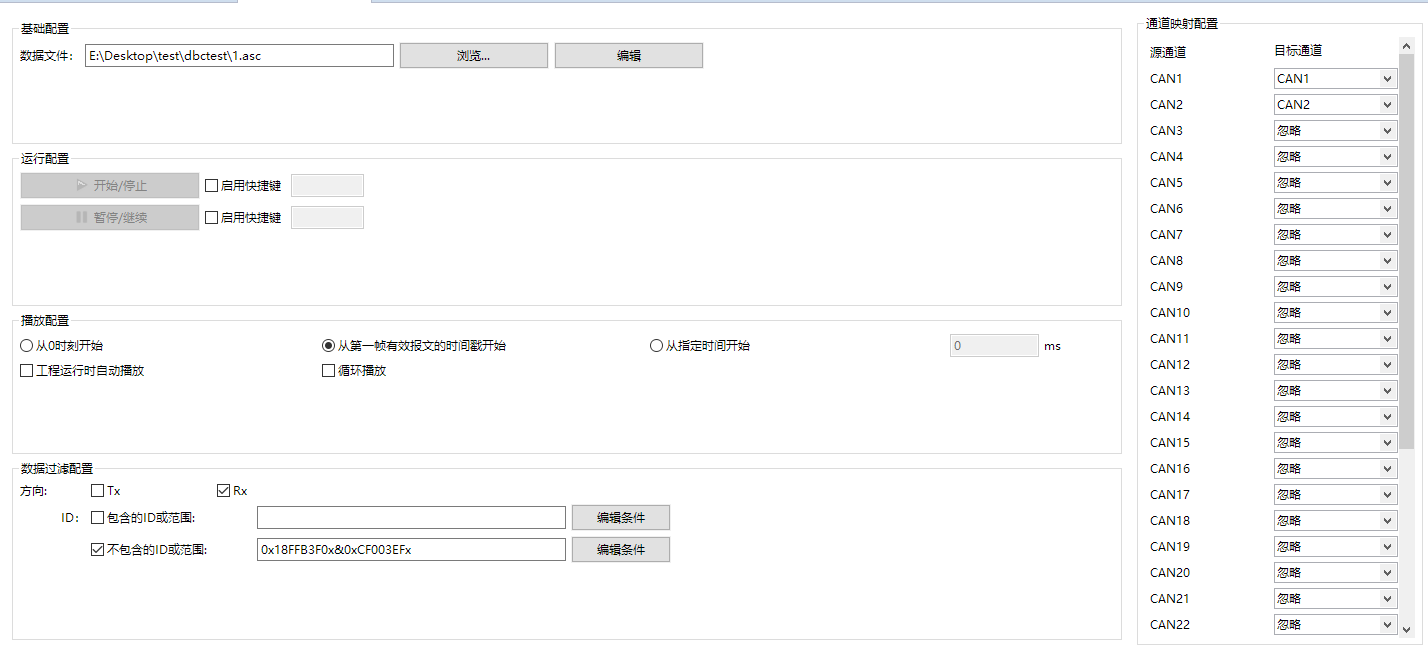 基础配置
数据文件: E:\Desktop\test\dbctest\1.asc 浏览... 编辑
运行配置
开始/停止 启用快捷键
暂停/继续 启用快捷键
播放配置
从0时刻开始 从第一帧有效报文的时间戳开始 从指定时间开始 0 ms
工程运行时自动播放 循环播放
数据过滤配置
方向: Tx Rx
ID: 包含的ID或范围: 编辑条件
不包含的ID或范围: 0x18FFB3F0x&0xCF003EFx 编辑条件
通道映射配置
源通道 目标通道
CAN1 CAN1
CAN2 CAN2
CAN3 忽略
CAN4 忽略
CAN5 忽略
CAN6 忽略
CAN7 忽略
CAN8 忽略
CAN9 忽略
CAN10 忽略
CAN11 忽略
CAN12 忽略
CAN13 忽略
CAN14 忽略
CAN15 忽略
CAN16 忽略
CAN17 忽略
CAN18 忽略
CAN19 忽略
CAN20 忽略
CAN21 忽略
CAN22 忽略